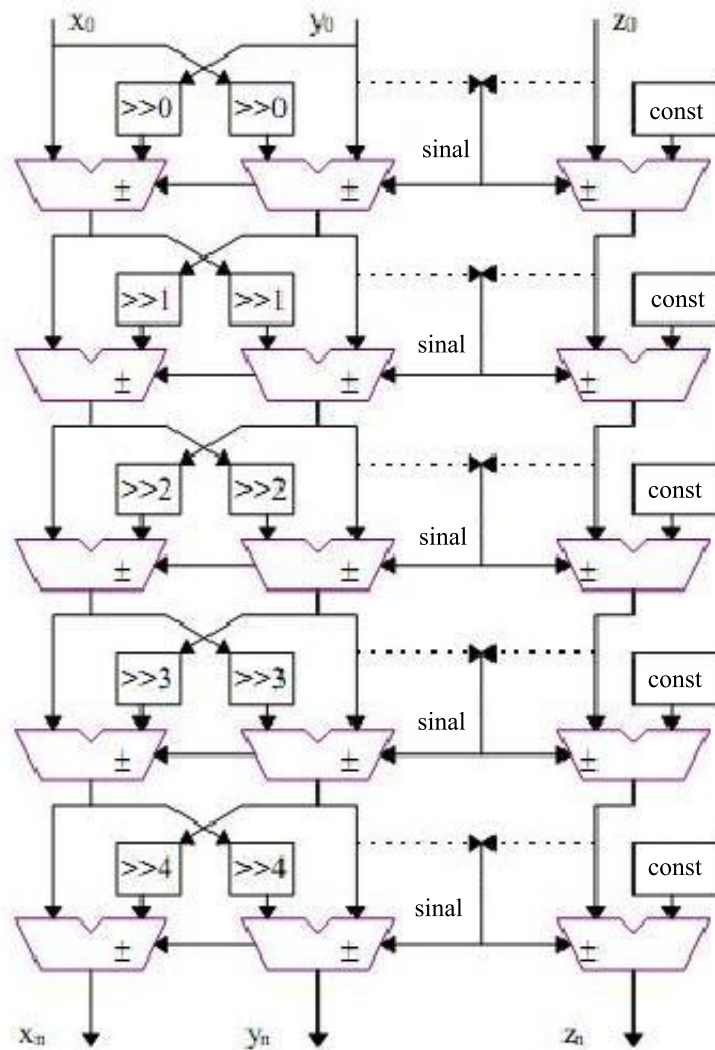 x₀ y₀ z₀
>>0 >>0 const
sinal
± ± ±
>>1 >>1 const
sinal
± ± ±
>>2 >>2 const
sinal
± ± ±
>>3 >>3 const
sinal
± ± ±
>>4 >>4 const
sinal
± ± ±
xₙ yₙ zₙ